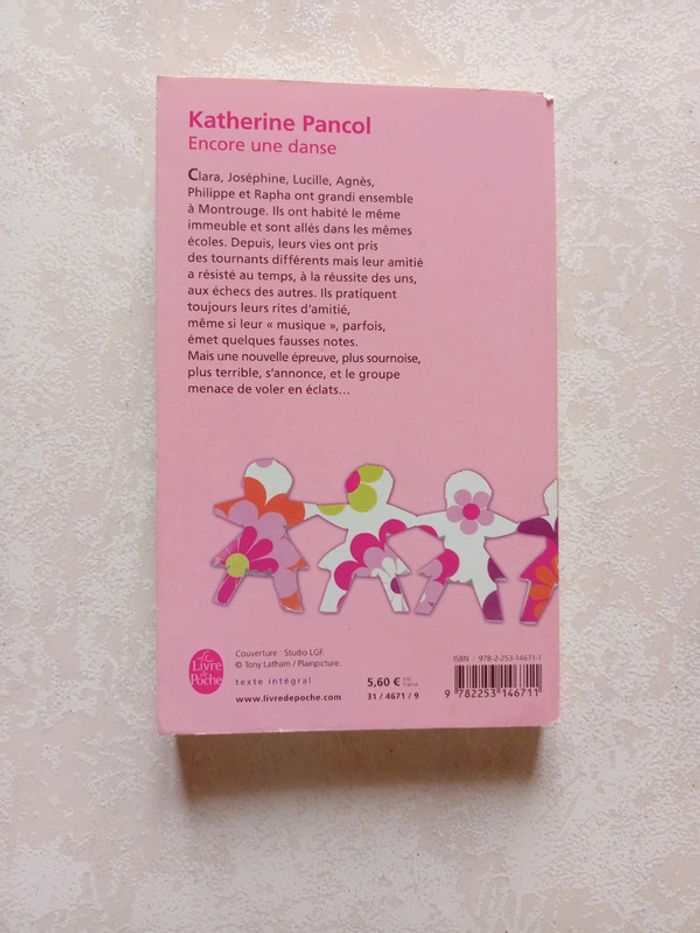 Katherine Pancol
Encore une danse
Clara, Joséphine, Lucille, Agnès,
Philippe et Rapha ont grandi ensemble
à Montrouge. Ils ont habité le même
immeuble et sont allés dans les mêmes
écoles. Depuis, leurs vies ont pris
des tournants différents mais leur amitié
a résisté au temps, à la réussite des uns,
aux échecs des autres. Ils pratiquent
toujours leurs rites d'amitié,
même si leur « musique », parfois,
émet quelques fausses notes.
Mais une nouvelle épreuve, plus sournoise,
plus terrible, s'annonce, et le groupe
menace de voler en éclats…
Le
Livre
de
Poche
Couverture : Studio LGF.
© Tony Latham / Plainpicture.
texte intégral
www.livredepoche.com
5,60 €
France
31 / 4671 / 9
ISBN : 978-2-253-14671-1
9 782253 146711